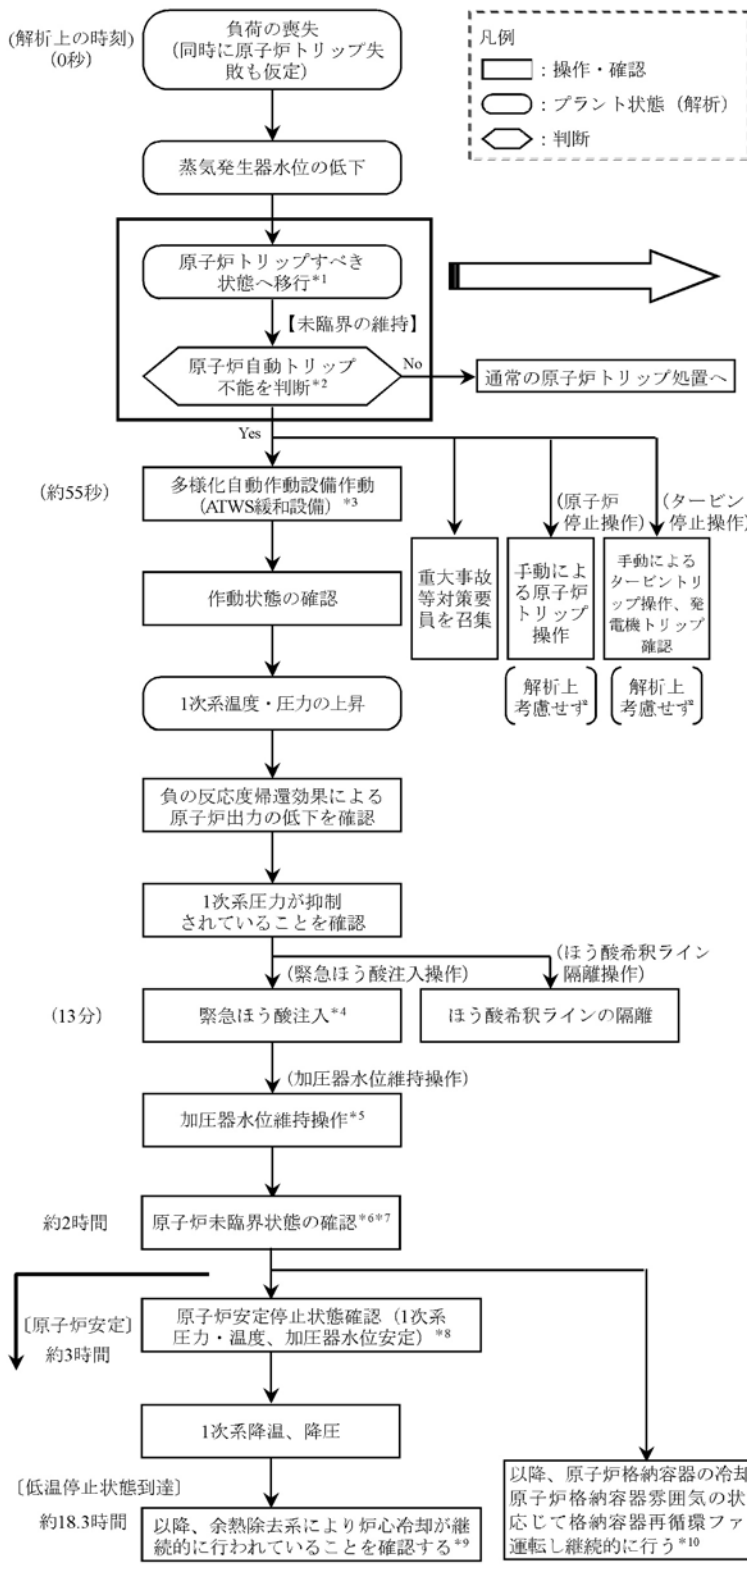 (解析上の時刻)
(0秒)
負荷の喪失
(同時に原子炉トリップ失
敗も仮定)
凡例
：操作・確認
：プラント状態（解析）
：判断
蒸気発生器水位の低下
原子炉トリップすべき
状態へ移行*1
【未臨界の維持】
原子炉自動トリップ
不能を判断*2
No
通常の原子炉トリップ処置へ
Yes
(約55秒)
多様化自動作動設備作動
(ATWS緩和設備) *3
(原子炉
停止操作)
(タービン
停止操作)
作動状態の確認
重大事故
等対策要
員を召集
手動によ
る原子炉
トリップ
操作
手動による
タービントリ
ップ操作、発
電機トリップ
確認
解析上
考慮せず
解析上
考慮せず
1次系温度・圧力の上昇
負の反応度帰還効果による
原子炉出力の低下を確認
1次系圧力が抑制
されていることを確認
(緊急ほう酸注入操作)
(ほう酸希釈ライン
隔離操作)
(13分)
緊急ほう酸注入*4
ほう酸希釈ラインの隔離
(加圧器水位維持操作)
加圧器水位維持操作*5
約2時間
原子炉未臨界状態の確認*6*7
〔原子炉安定〕
約3時間
原子炉安定停止状態確認（1次系
圧力・温度、加圧器水位安定）*8
1次系降温、降圧
〔低温停止状態到達〕
約18.3時間
以降、余熱除去系により炉心冷却が継
続的に行われていることを確認する*9
以降、原子炉格納容器の冷却
原子炉格納容器雰囲気の状
応じて格納容器再循環ファ
運転し継続的に行う*10